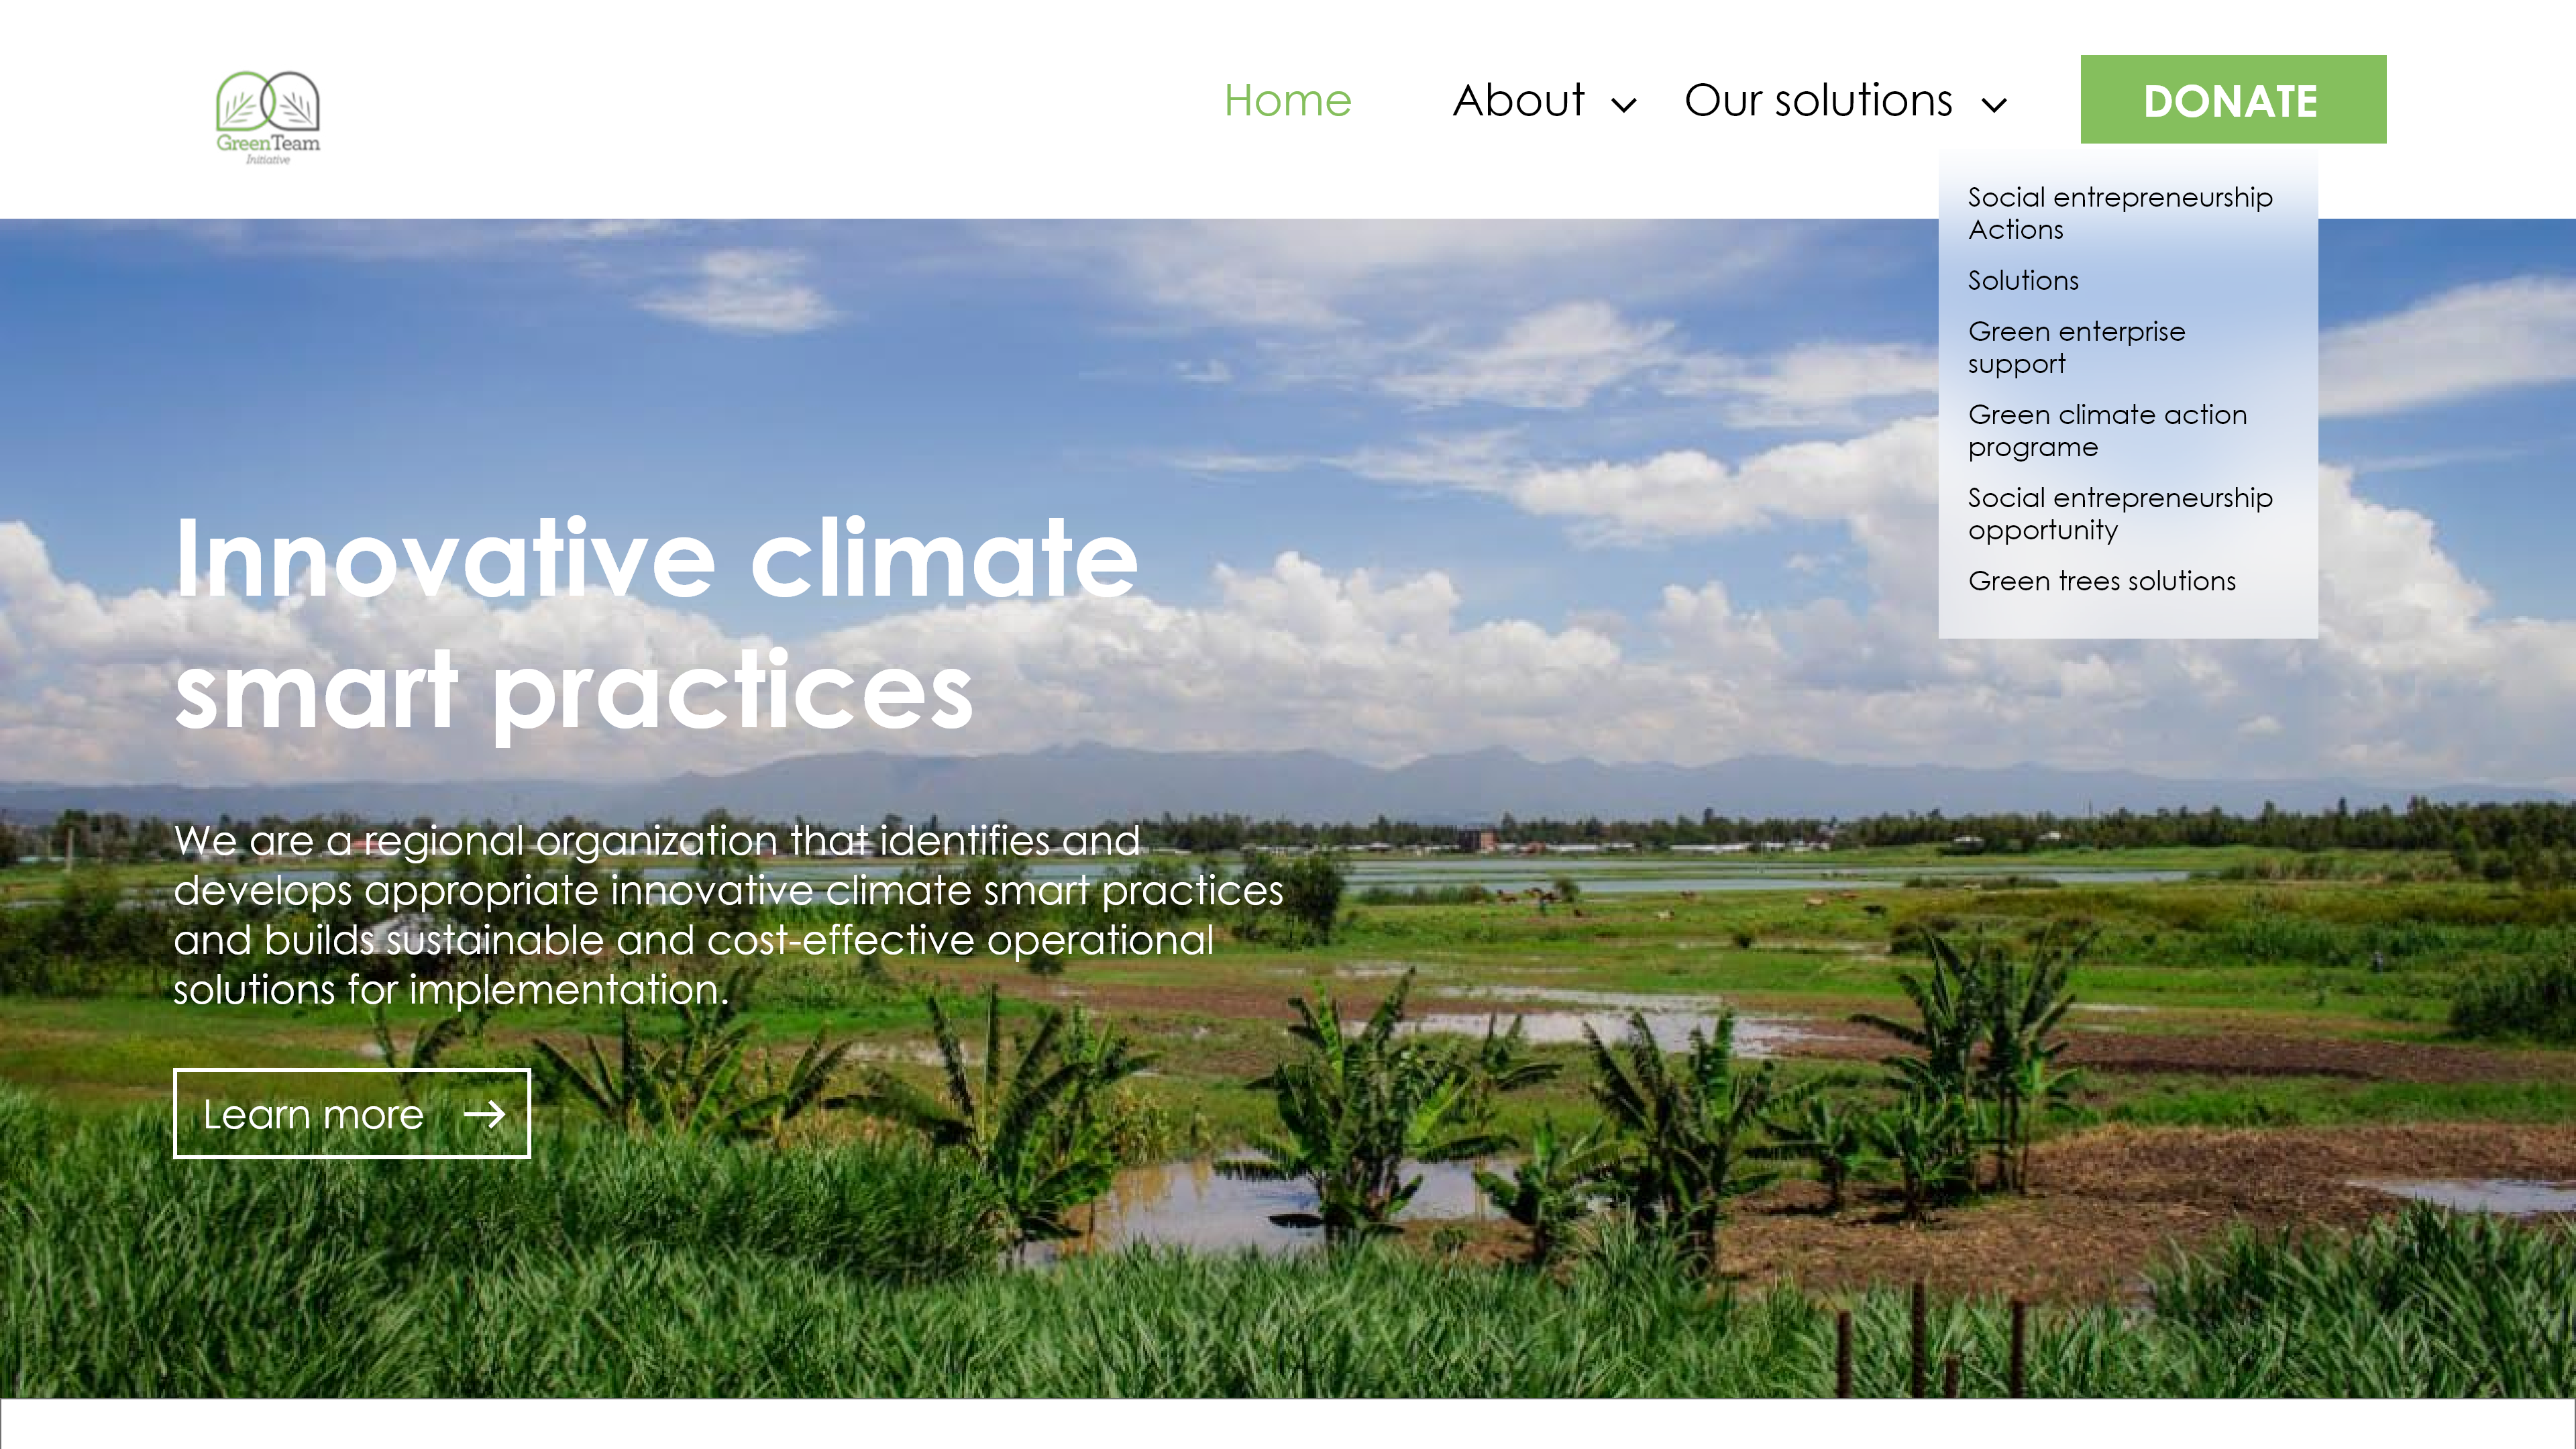 GreenTeam
Initiative
Home
About
Our solutions
DONATE
Social entrepreneurship
Actions
Solutions
Green enterprise
support
Green climate action
programe
Social entrepreneurship
opportunity
Green trees solutions
Innovative climate
smart practices
We are a regional organization that identifies and
develops appropriate innovative climate smart practices
and builds sustainable and cost-effective operational
solutions for implementation.
Learn more